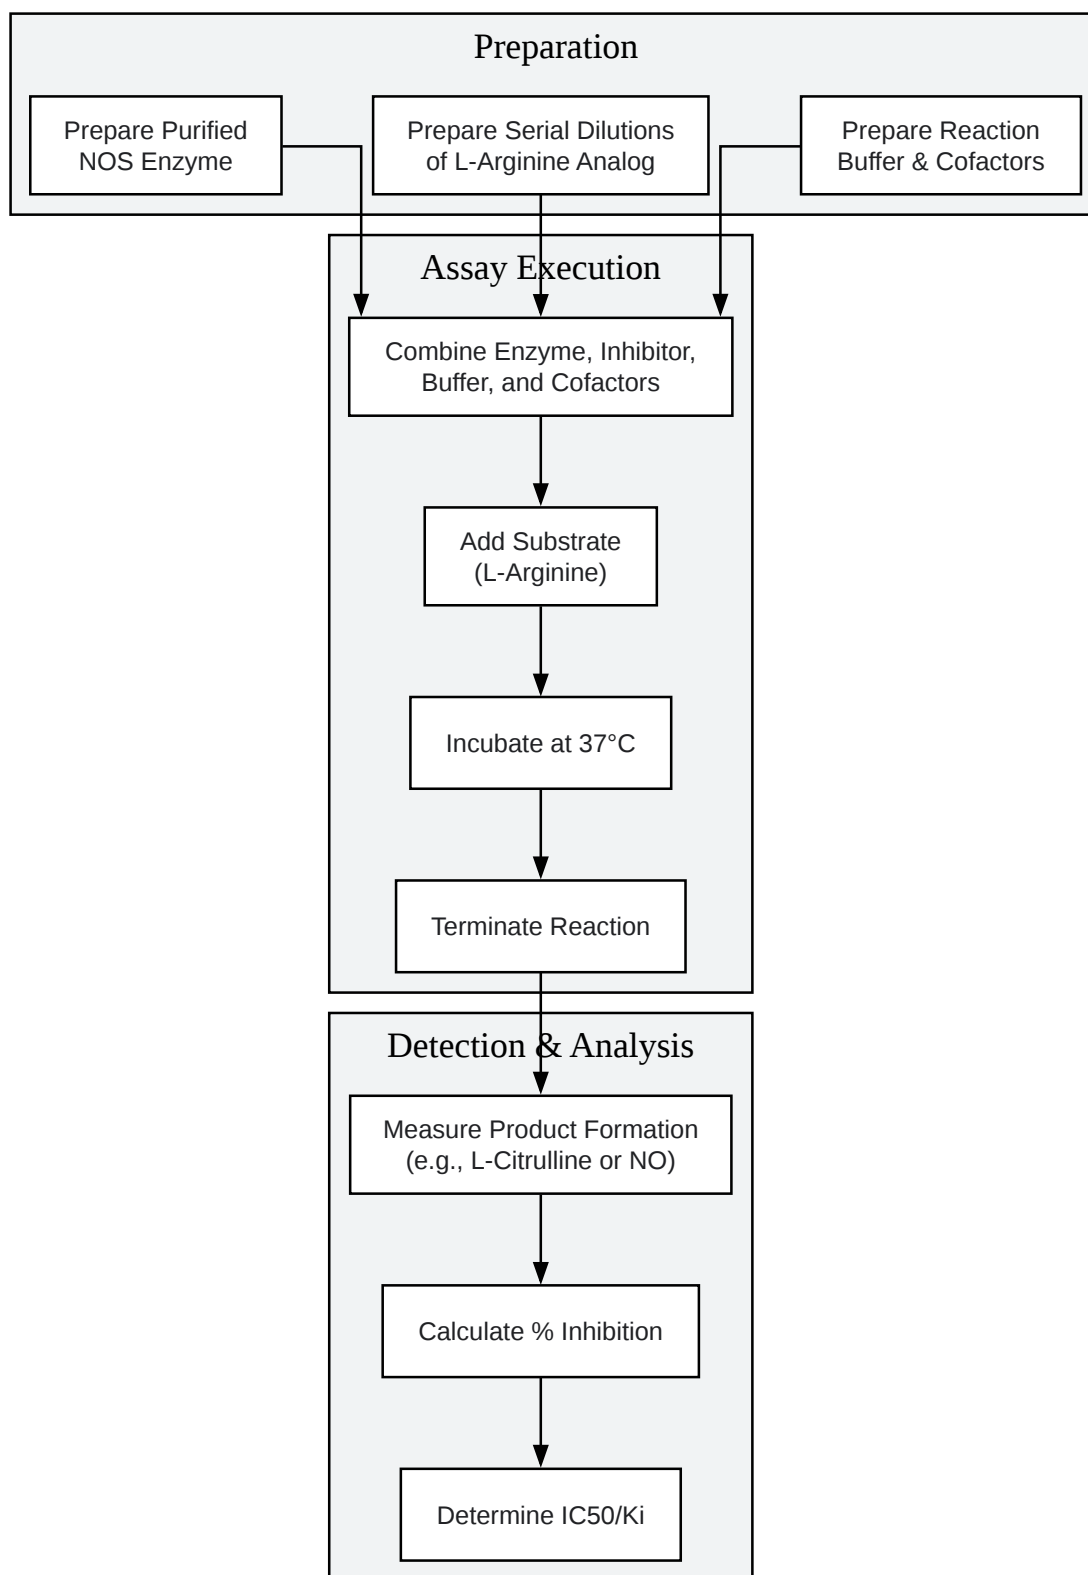 Preparation
Prepare Purified
NOS Enzyme
Prepare Serial Dilutions
of L-Arginine Analog
Prepare Reaction
Buffer & Cofactors
Assay Execution
Combine Enzyme, Inhibitor,
Buffer, and Cofactors
Add Substrate
(L-Arginine)
Incubate at 37°C
Terminate Reaction
Detection & Analysis
Measure Product Formation
(e.g., L-Citrulline or NO)
Calculate % Inhibition
Determine IC50/Ki